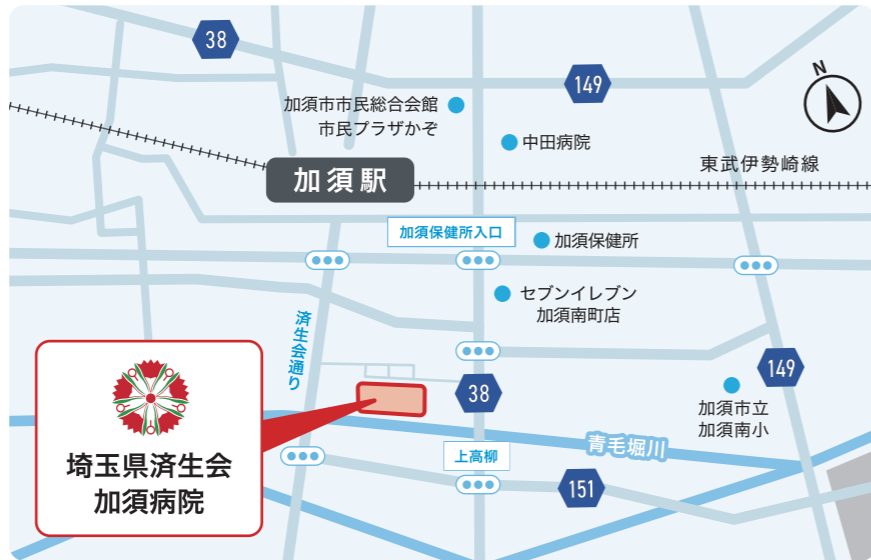 38
149
N
加須市市民総合会館
市民プラザかぞ
中田病院
東武伊勢崎線
加須駅
加須保健所入口
加須保健所
セブンイレブン
加須南町店
済生会通り
149
38
加須市立
加須南小
青毛堀川
埼玉県済生会
加須病院
上高柳
151